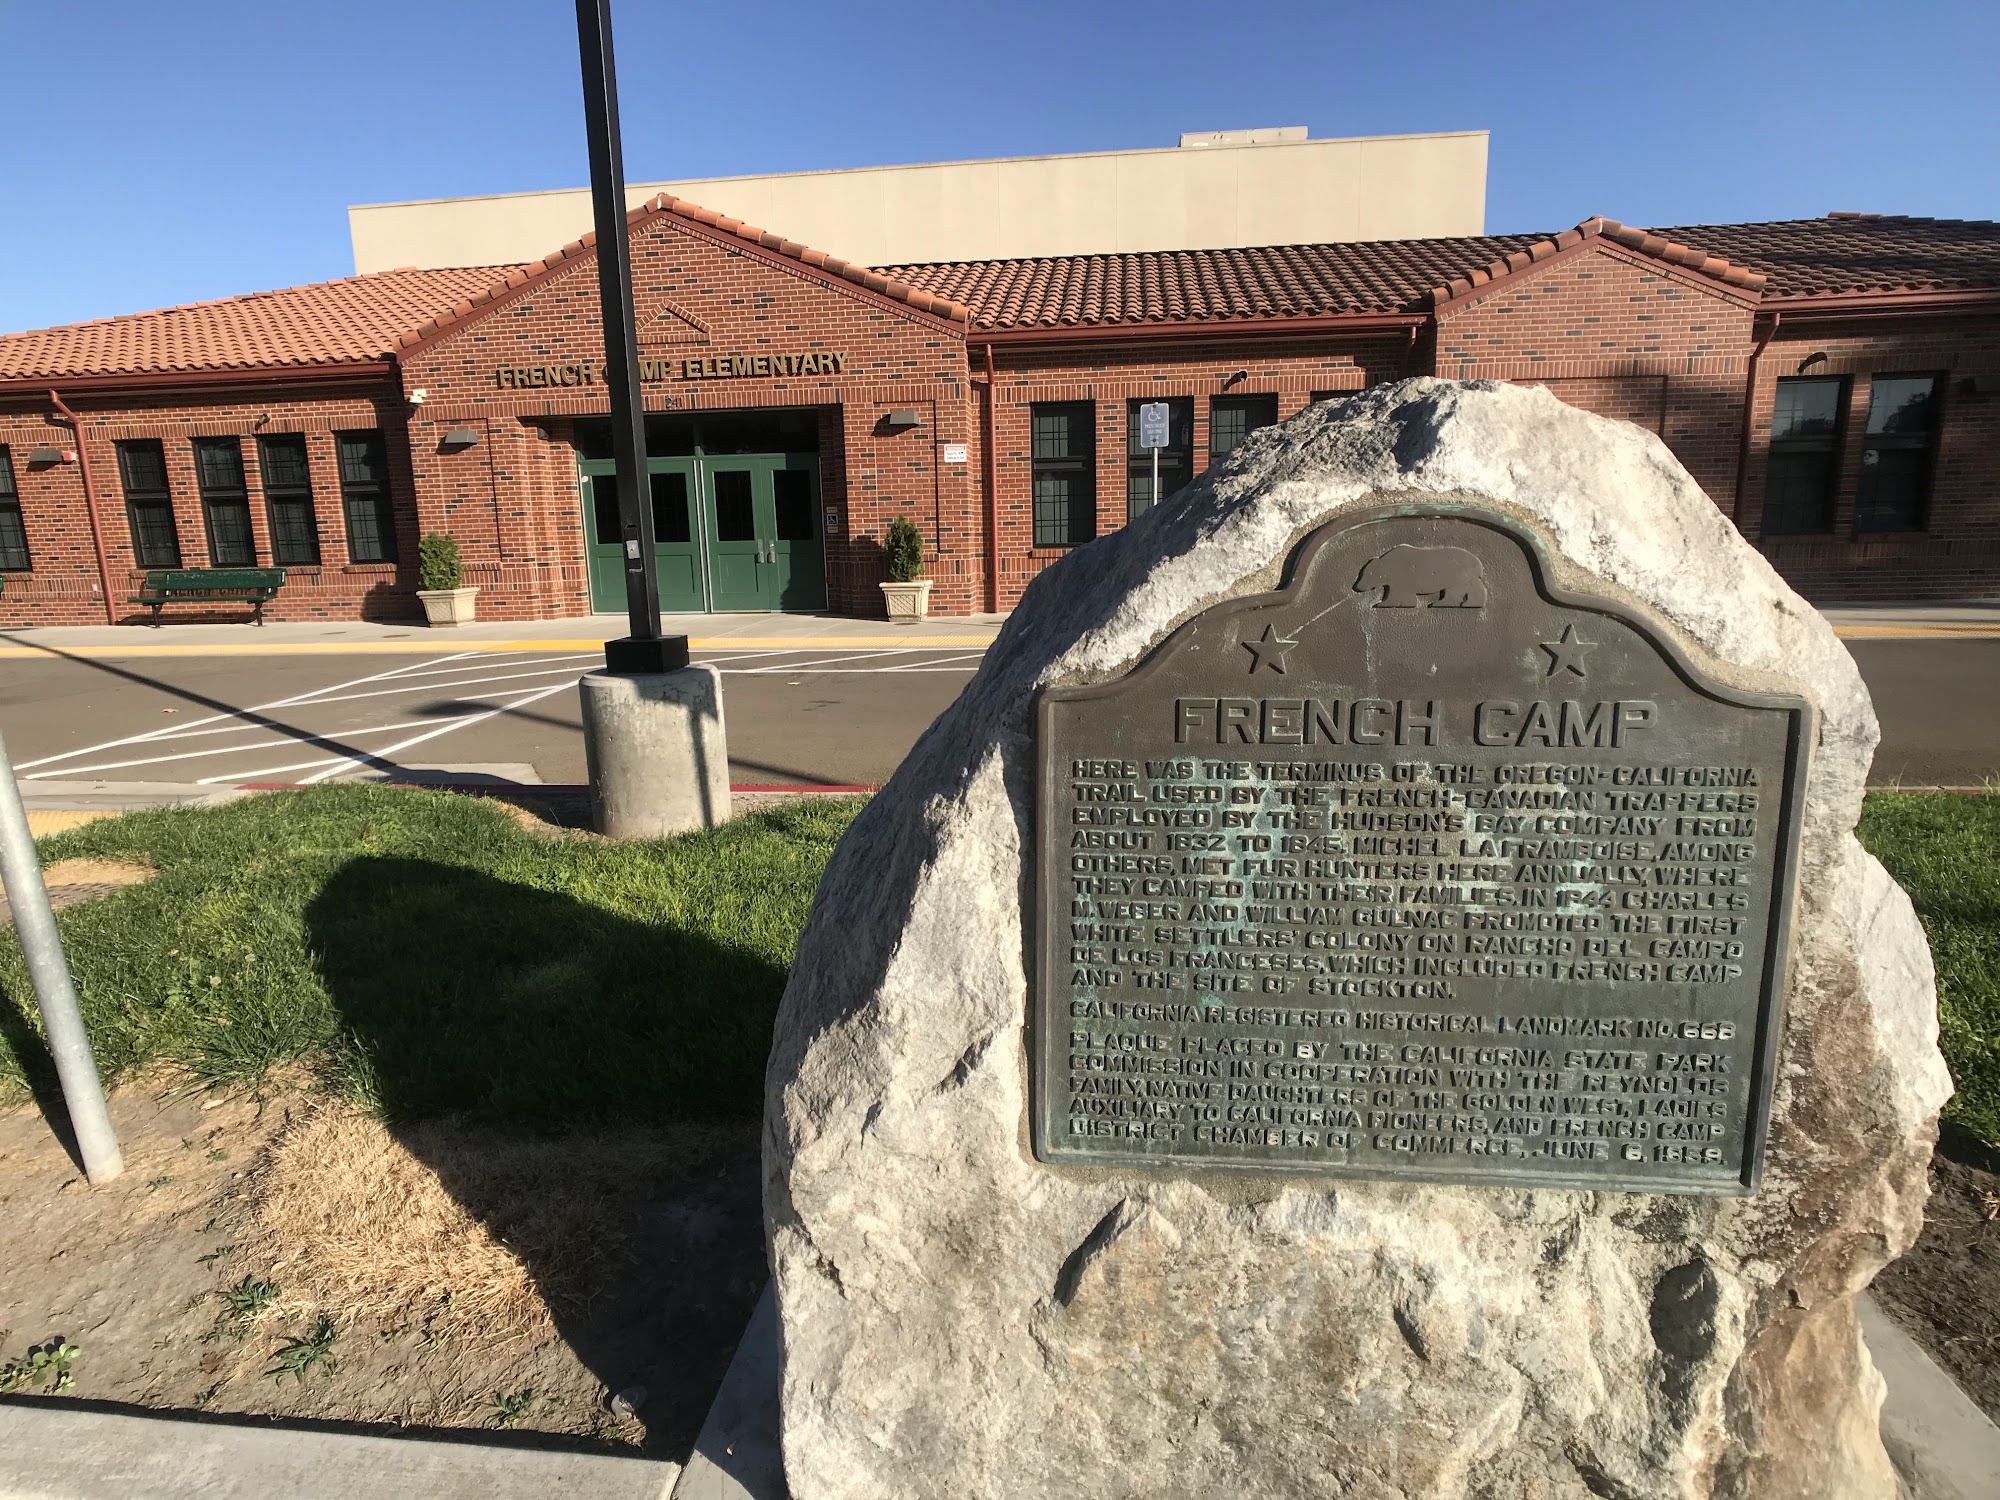 FRENCH CAMP ELEMENTARY
241
FRENCH CAMP
HERE WAS THE TERMINUS OF THE OREGON-CALIFORNIA
TRAIL USED BY THE FRENCH-CANADIAN TRAPPERS
EMPLOYED BY THE HUDSON'S BAY COMPANY FROM
ABOUT 1832 TO 1845. MICHEL LA FRAMBOISE, AMONG
OTHERS, MET FUR HUNTERS HERE ANNUALLY, WHERE
THEY CAMPED WITH THEIR FAMILIES. IN 1844 CHARLES
M. WEBER AND WILLIAM GULNAC PROMOTED THE FIRST
WHITE SETTLERS' COLONY ON RANCHO DEL CAMPO
DE LOS FRANCESES, WHICH INCLUDED FRENCH CAMP
AND THE SITE OF STOCKTON.
CALIFORNIA REGISTERED HISTORICAL LANDMARK NO. 668
PLAQUE PLACED BY THE CALIFORNIA STATE PARK
COMMISSION IN COOPERATION WITH THE REYNOLDS
FAMILY, NATIVE DAUGHTERS OF THE GOLDEN WEST, LADIES
AUXILIARY TO CALIFORNIA PIONEERS, AND FRENCH CAMP
DISTRICT CHAMBER OF COMMERCE, JUNE 6, 1959.